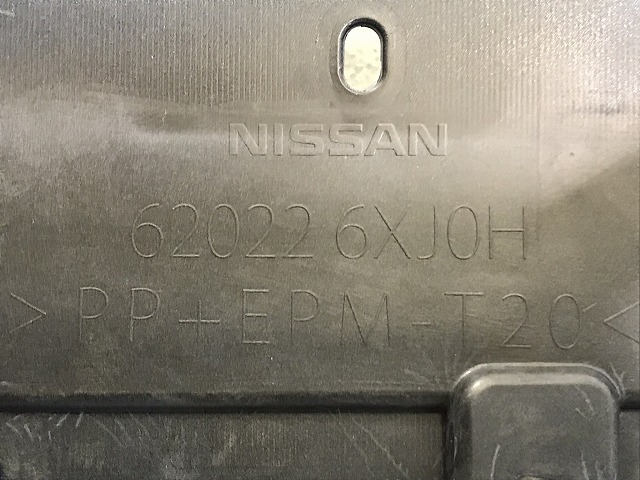 NISSAN
62022 6XJ0H
> PP+EPM-T20 <